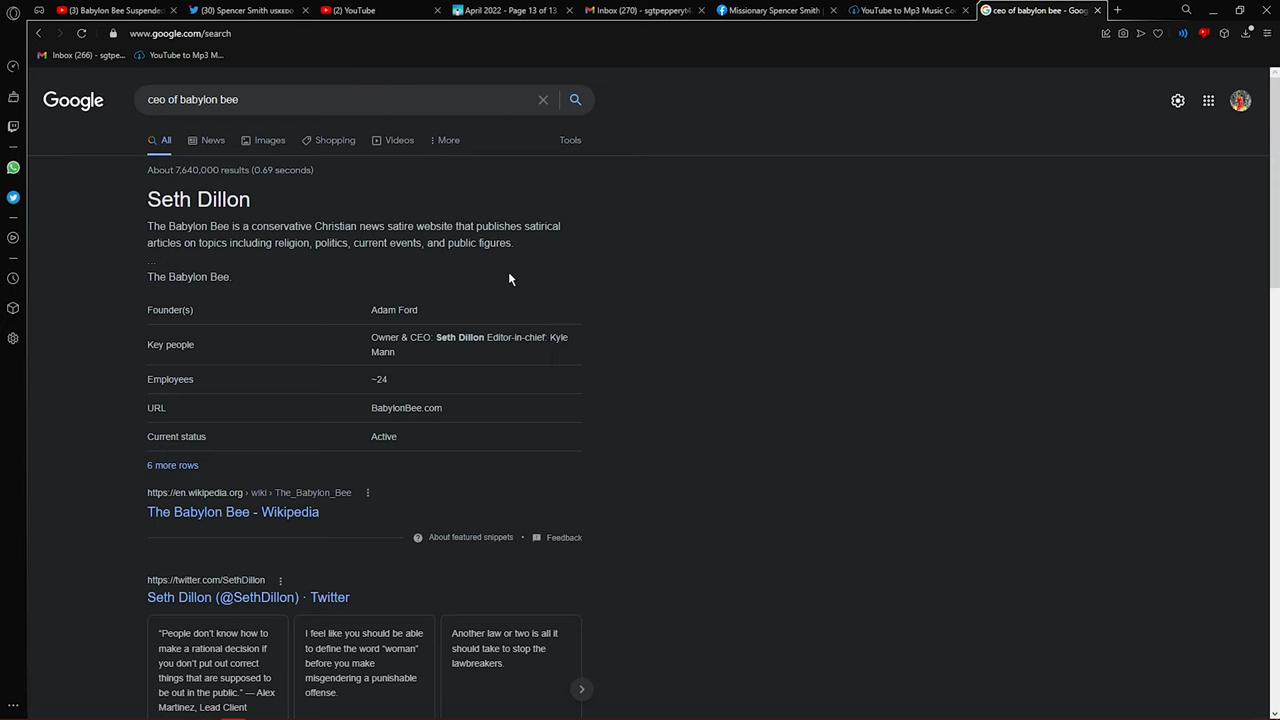 (3) Babylon Bee Suspended
(30) Spencer Smith
(2) YouTube
April 2022 - Page 13 of 13
Inbox (270) - sgtpepperyt4
Missionary Spencer Smith |
YouTube to Mp3 Music Co
ceo of babylon bee - Goog
www.google.com/search
Inbox (266) - sgtpe...
YouTube to Mp3 M...
Google
ceo of babylon bee
All
News
Images
Shopping
Videos
More
Tools
About 7,640,000 results (0.69 seconds)
Seth Dillon
The Babylon Bee is a conservative Christian news satire website that publishes satirical
articles on topics including religion, politics, current events, and public figures.
...
The Babylon Bee.
Founder(s) Adam Ford
Key people Owner & CEO: Seth Dillon Editor-in-chief: Kyle
Mann
Employees ~24
URL BabylonBee.com
Current status Active
6 more rows
https://en.wikipedia.org › wiki › The_Babylon_Bee
The Babylon Bee - Wikipedia
About featured snippets • Feedback
https://twitter.com/SethDillon
Seth Dillon (@SethDillon) · Twitter
“People don’t know how to
make a rational decision if
you don’t put out correct
things that are supposed to
be out in the public.” — Alex
Martinez, Lead Client
I feel like you should be able
to define the word “woman”
before you make
misgendering a punishable
offense.
Another law or two is all it
should take to stop the
lawbreakers.